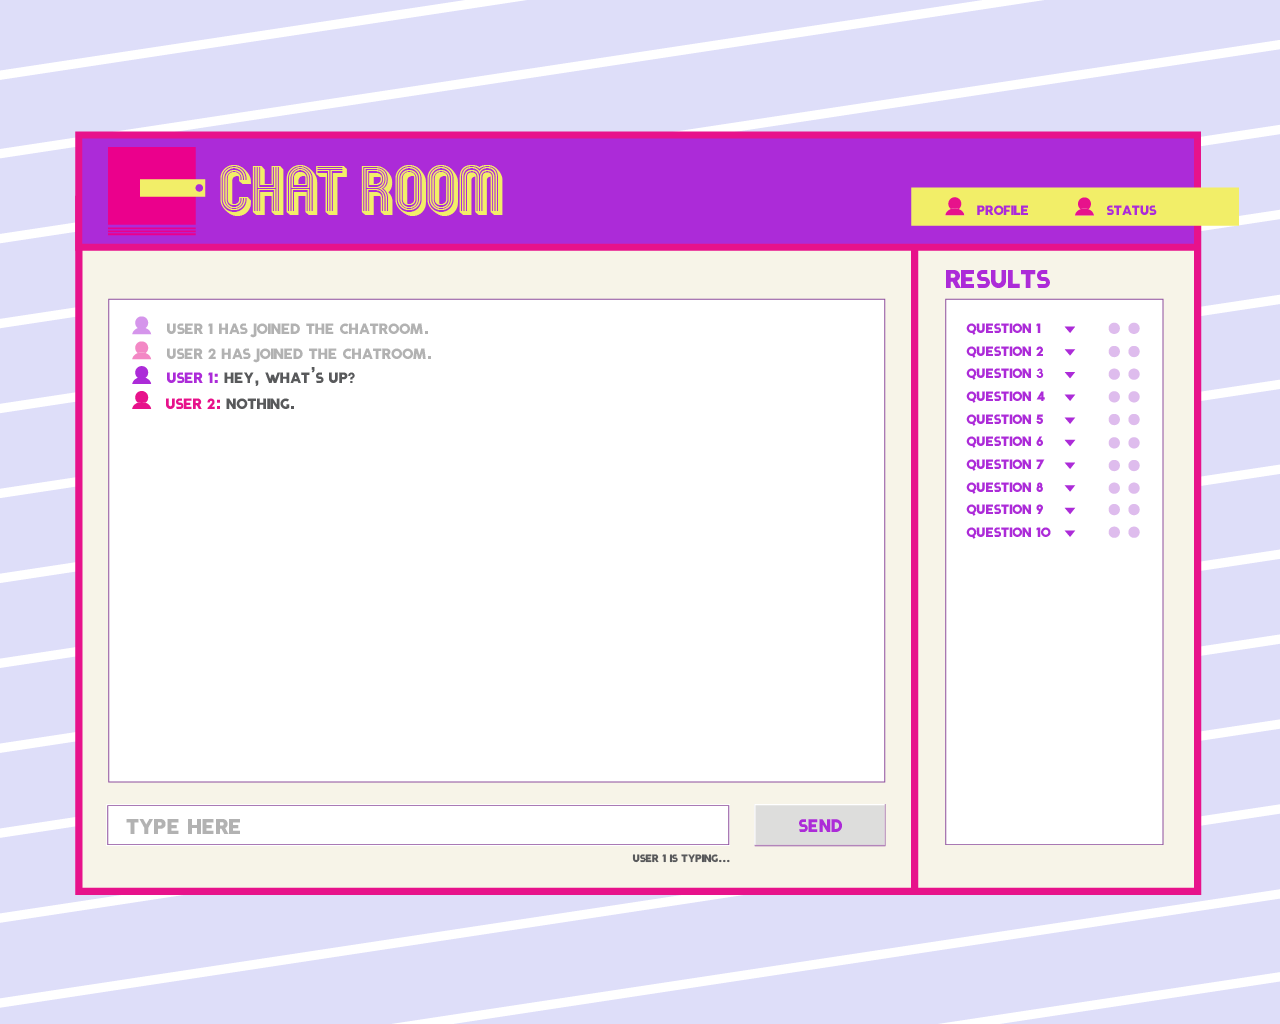 CHAT ROOM
PROFILE
STATUS
RESULTS
USER 1 HAS JOINED THE CHATROOM.
USER 2 HAS JOINED THE CHATROOM.
USER 1: HEY, WHAT'S UP?
USER 2: NOTHING.
QUESTION 1
QUESTION 2
QUESTION 3
QUESTION 4
QUESTION 5
QUESTION 6
QUESTION 7
QUESTION 8
QUESTION 9
QUESTION 10
TYPE HERE
SEND
USER 1 IS TYPING...